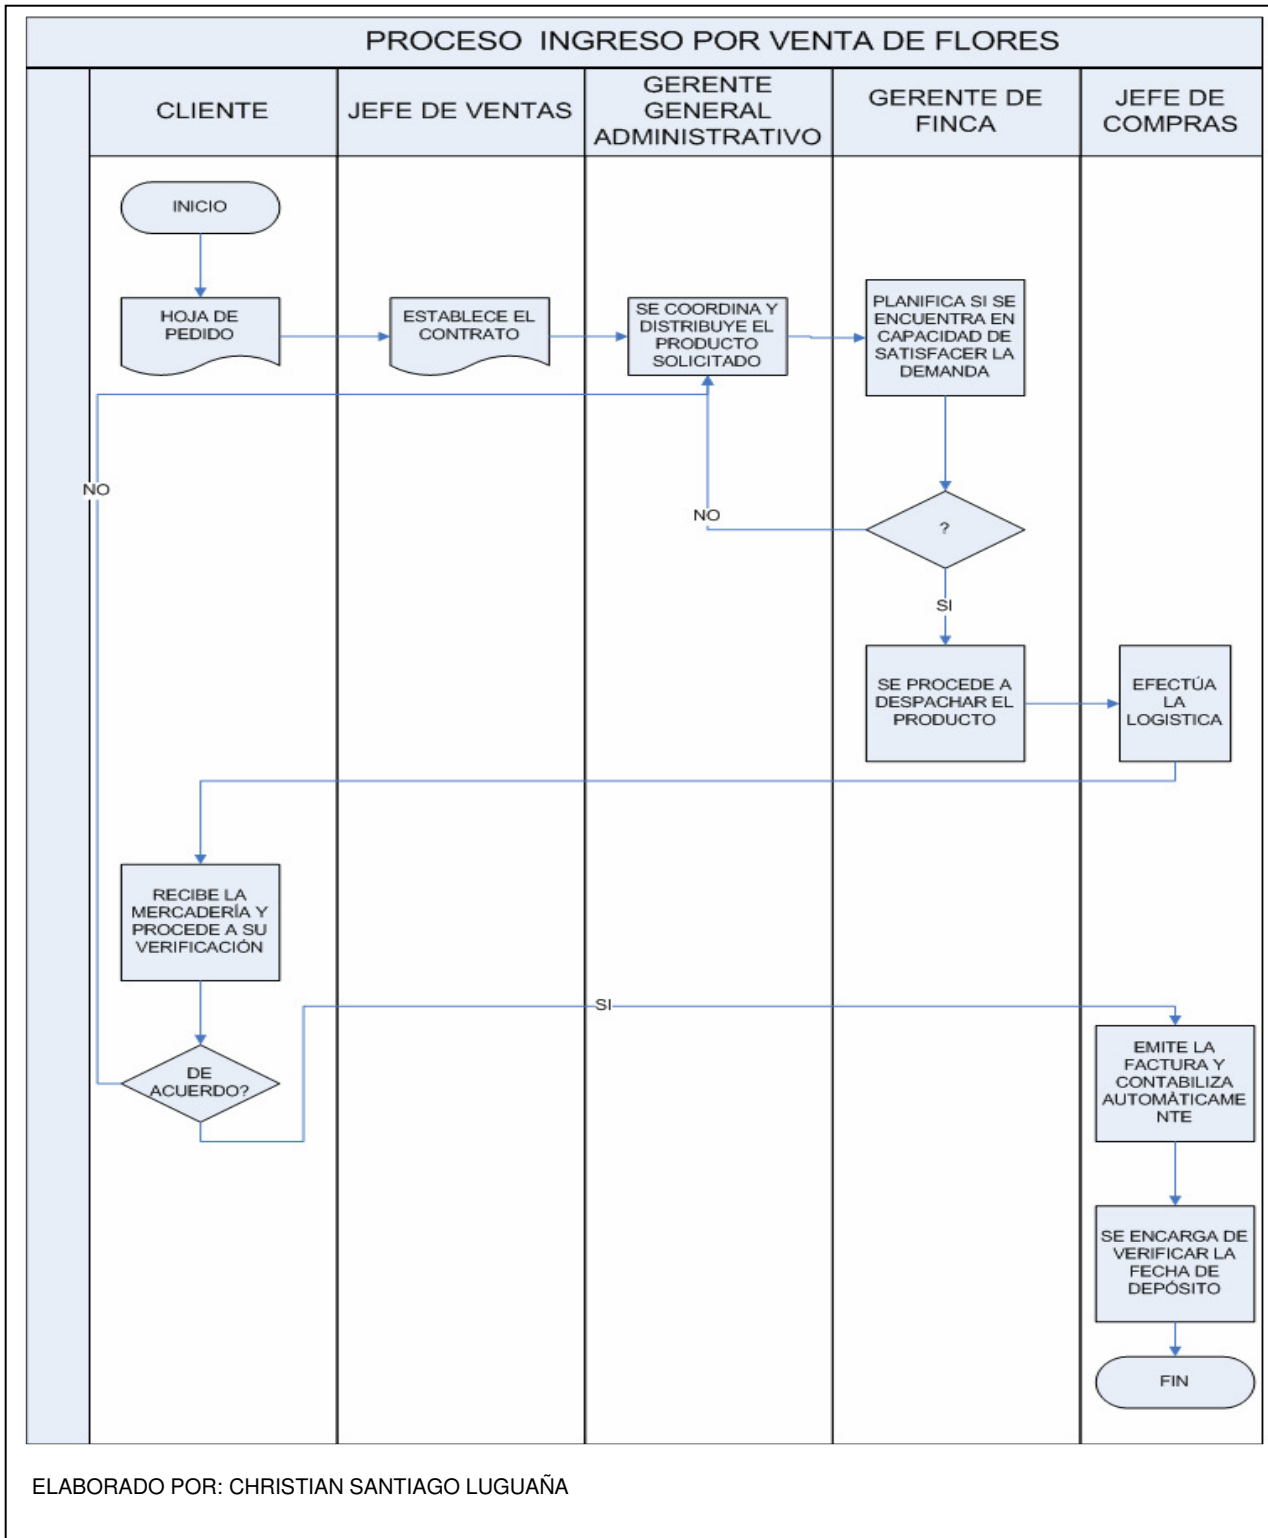 PROCESO INGRESO POR VENTA DE FLORES
CLIENTE
JEFE DE VENTAS
GERENTE
GENERAL
ADMINISTRATIVO
GERENTE DE
FINCA
JEFE DE
COMPRAS
INICIO
HOJA DE
PEDIDO
ESTABLECE EL
CONTRATO
SE COORDINA Y
DISTRIBUYE EL
PRODUCTO
SOLICITADO
PLANIFICA SI SE
ENCUENTRA EN
CAPACIDAD DE
SATISFACER LA
DEMANDA
NO
NO
?
SI
SE PROCEDE A
DESPACHAR EL
PRODUCTO
EFECTÚA
LA
LOGISTICA
RECIBE LA
MERCADERÍA Y
PROCEDE A SU
VERIFICACIÓN
SI
DE
ACUERDO?
EMITE LA
FACTURA Y
CONTABILIZA
AUTOMÀTICAME
NTE
SE ENCARGA DE
VERIFICAR LA
FECHA DE
DEPÓSITO
FIN
ELABORADO POR: CHRISTIAN SANTIAGO LUGUAÑA